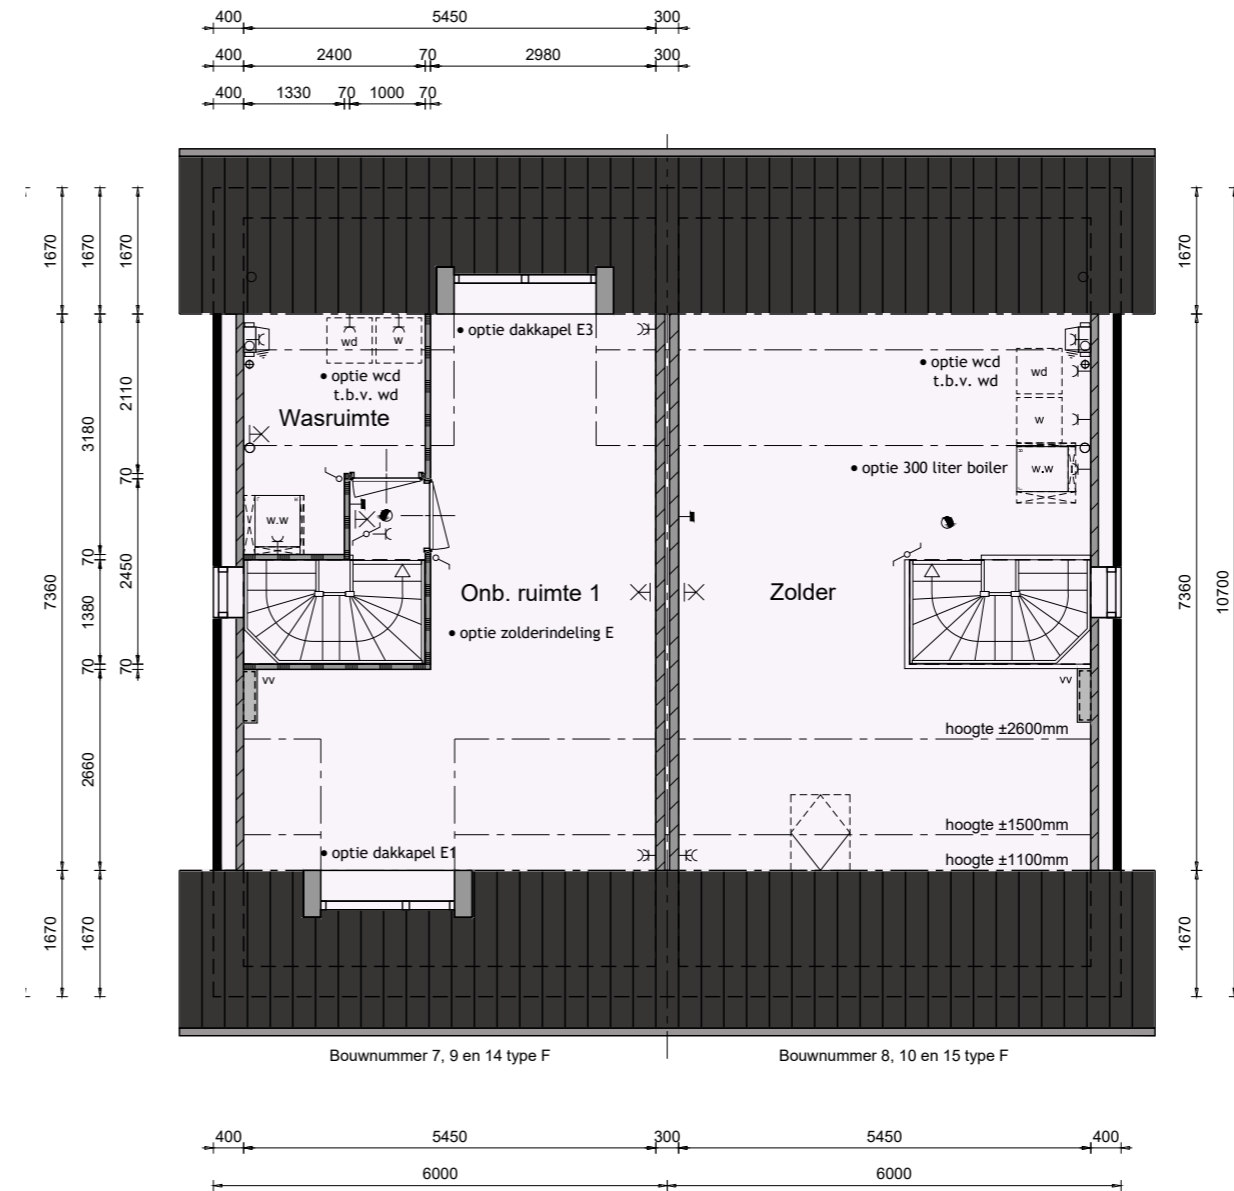 400 5450 300
400 2400 70 2980 300
400 1330 70 1000 70
1670 1670 1670
1670
optie dakkapel E3
wd w
optie wcd
t.b.v. wd
Wasruimte
w.w
Onb. ruimte 1
optie zolderindeling E
vv
optie dakkapel E1
optie wcd
t.b.v. wd
wd
w
optie 300 liter boiler
w.w
Zolder
vv
hoogte ±2600mm
hoogte ±1500mm
hoogte ±1100mm
7360
3180
70
1380
70
2660
2110
70
2450
70
1670 1670
7360
10700
1670
Bouwnummer 7, 9 en 14 type F
Bouwnummer 8, 10 en 15 type F
400 5450 300 5450 400
6000 6000